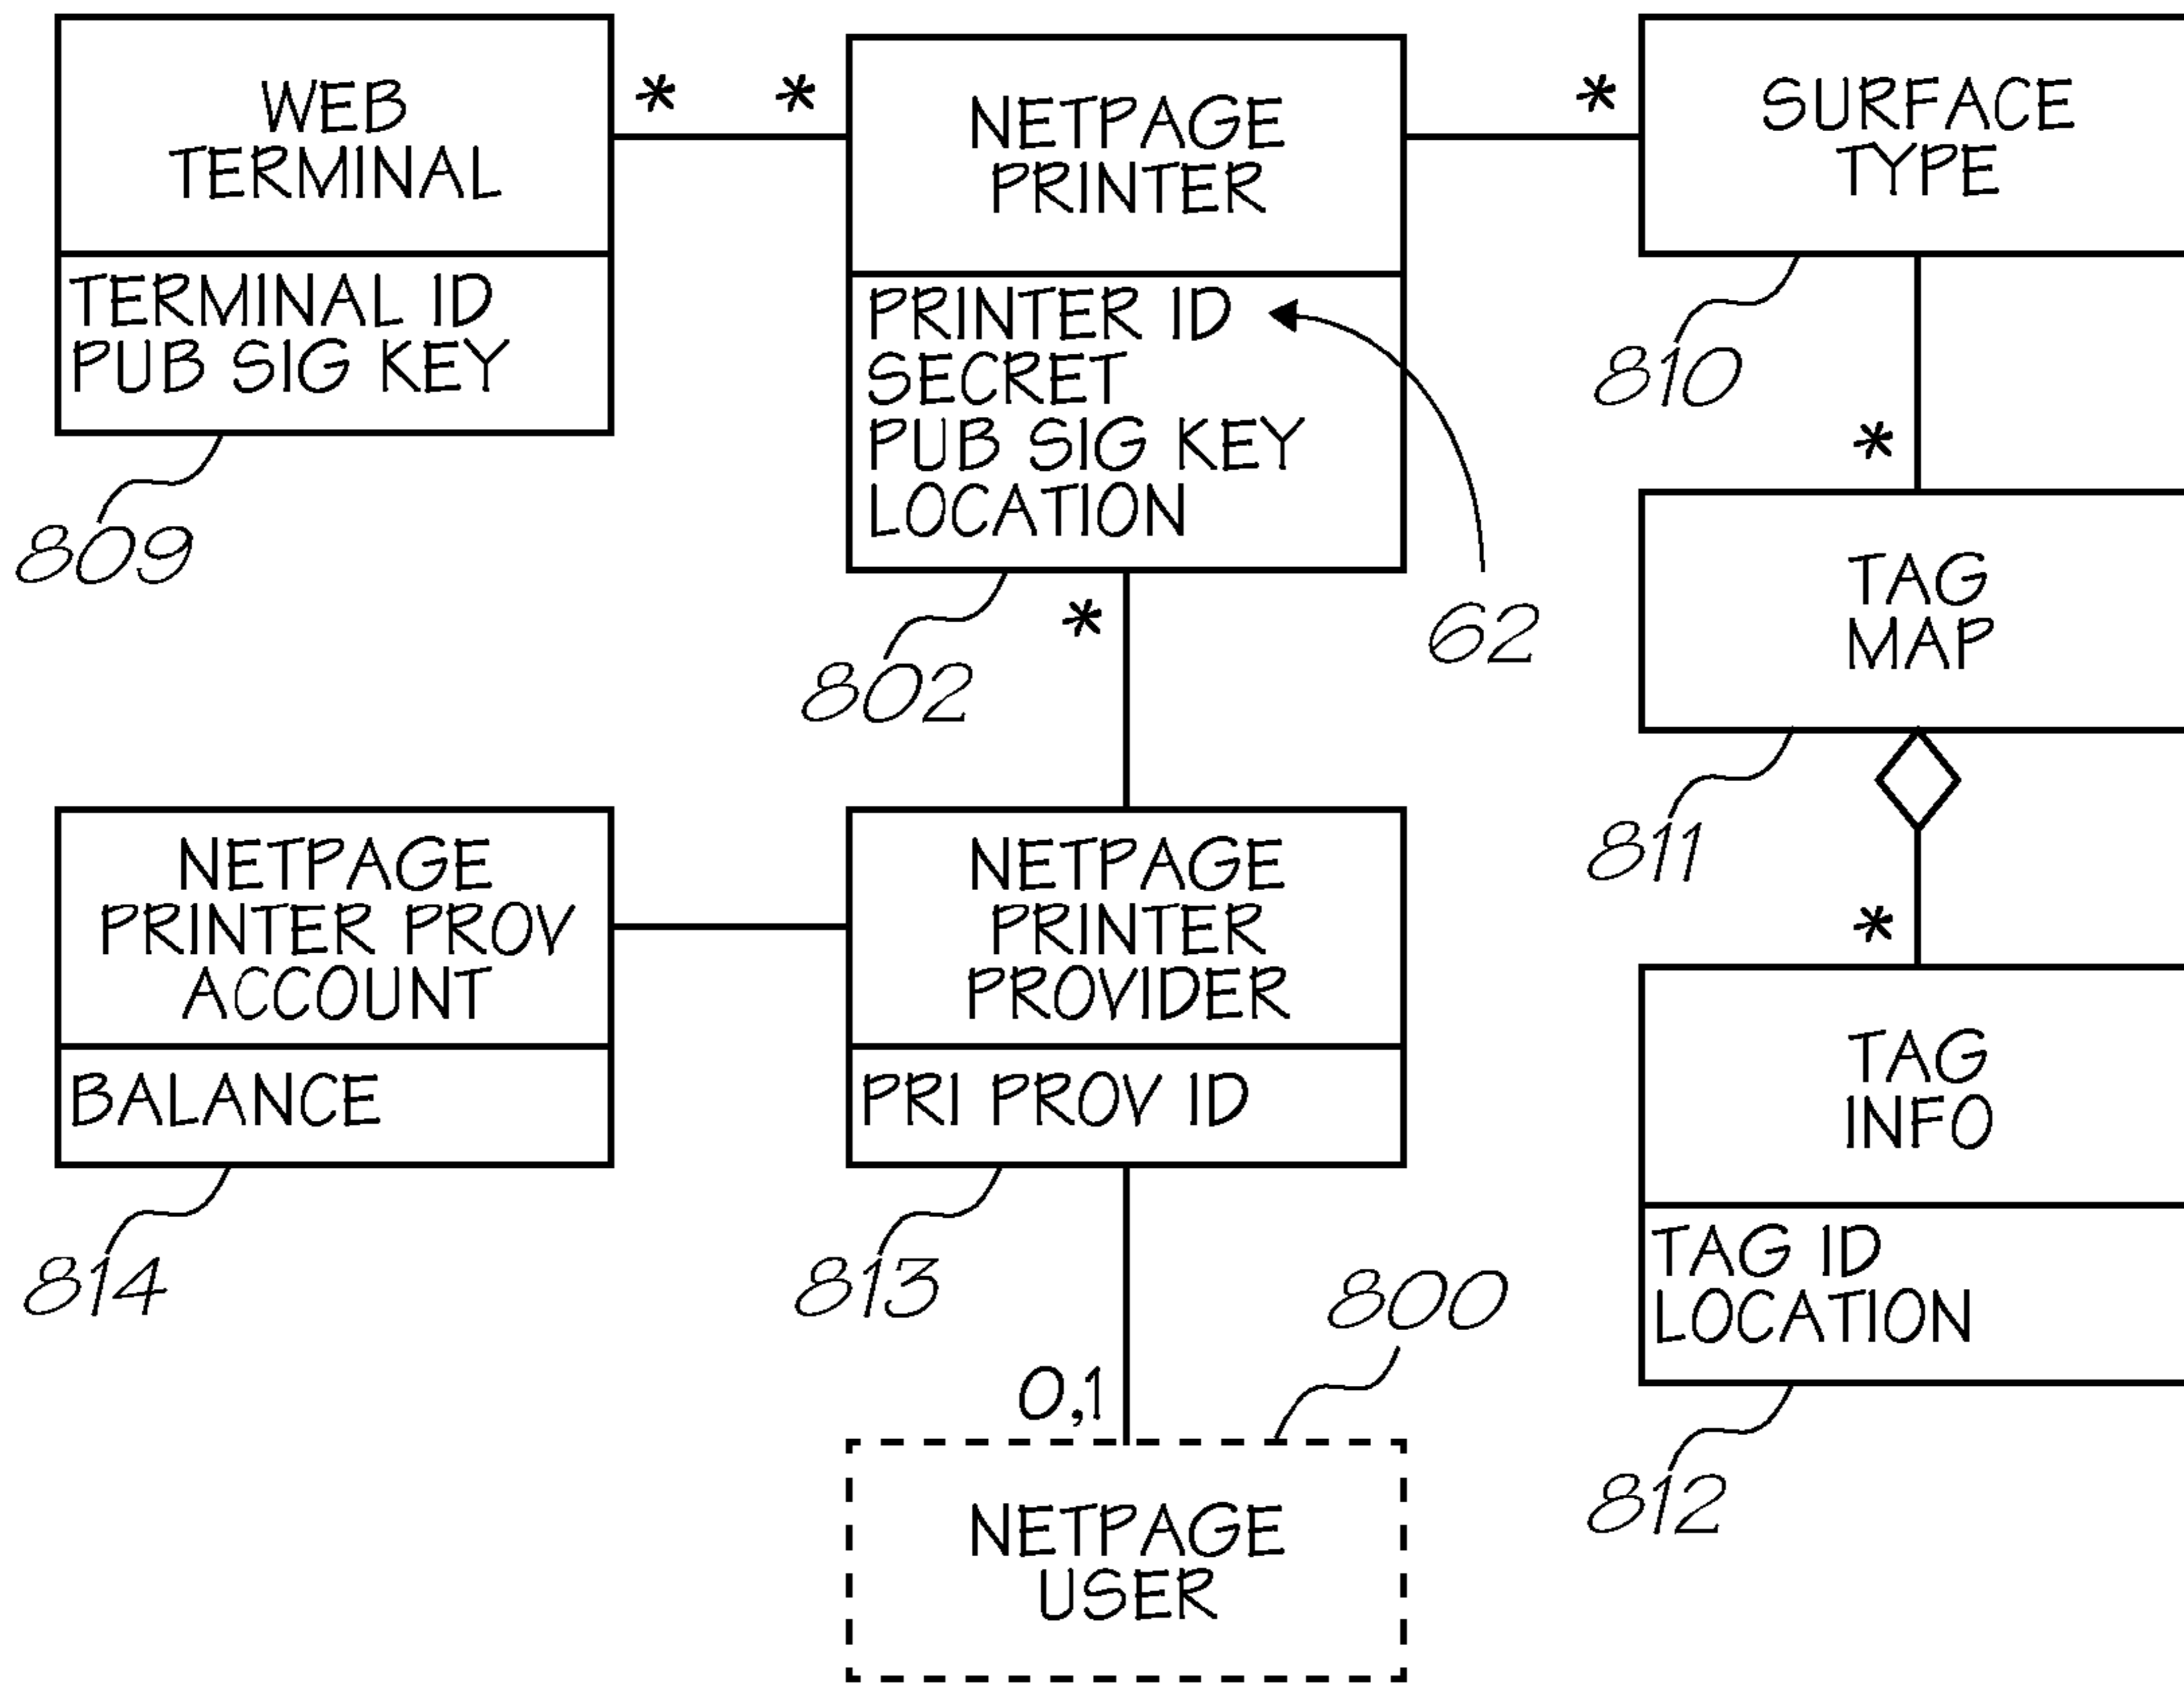 WEB
TERMINAL
TERMINAL ID
PUB SIG KEY
809
* *
NETPAGE
PRINTER
PRINTER ID
SECRET
PUB SIG KEY
LOCATION
802
62
*
*
SURFACE
TYPE
810
*
TAG
MAP
811
*
NETPAGE
PRINTER PROV
ACCOUNT
BALANCE
814
NETPAGE
PRINTER
PROVIDER
PRI PROV ID
813
800
0,1
NETPAGE
USER
TAG
INFO
TAG ID
LOCATION
812